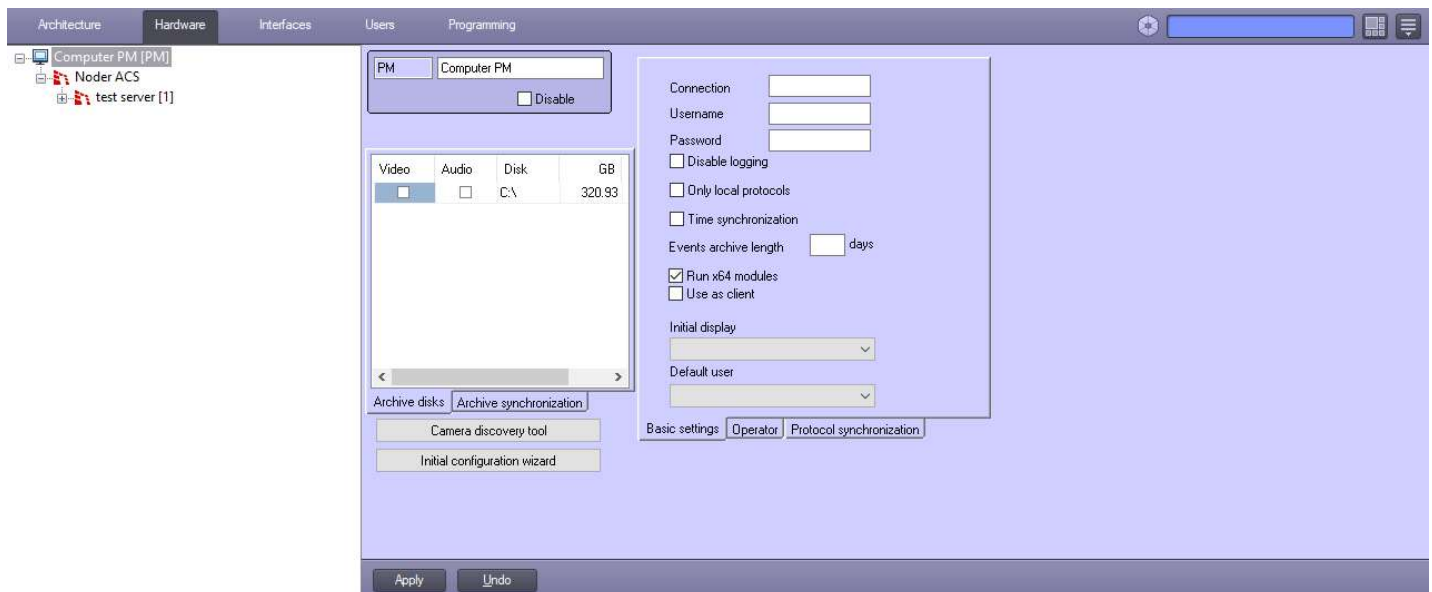 Architecture Hardware Interfaces Users Programming
Computer PM [PM]
Noder ACS
test server [1]
PM Computer PM
Disable
Video Audio Disk GB
C:\ 320.93
Archive disks Archive synchronization
Camera discovery tool
Initial configuration wizard
Connection
Username
Password
Disable logging
Only local protocols
Time synchronization
Events archive length days
Run x64 modules
Use as client
Initial display
Default user
Basic settings Operator Protocol synchronization
Apply Undo